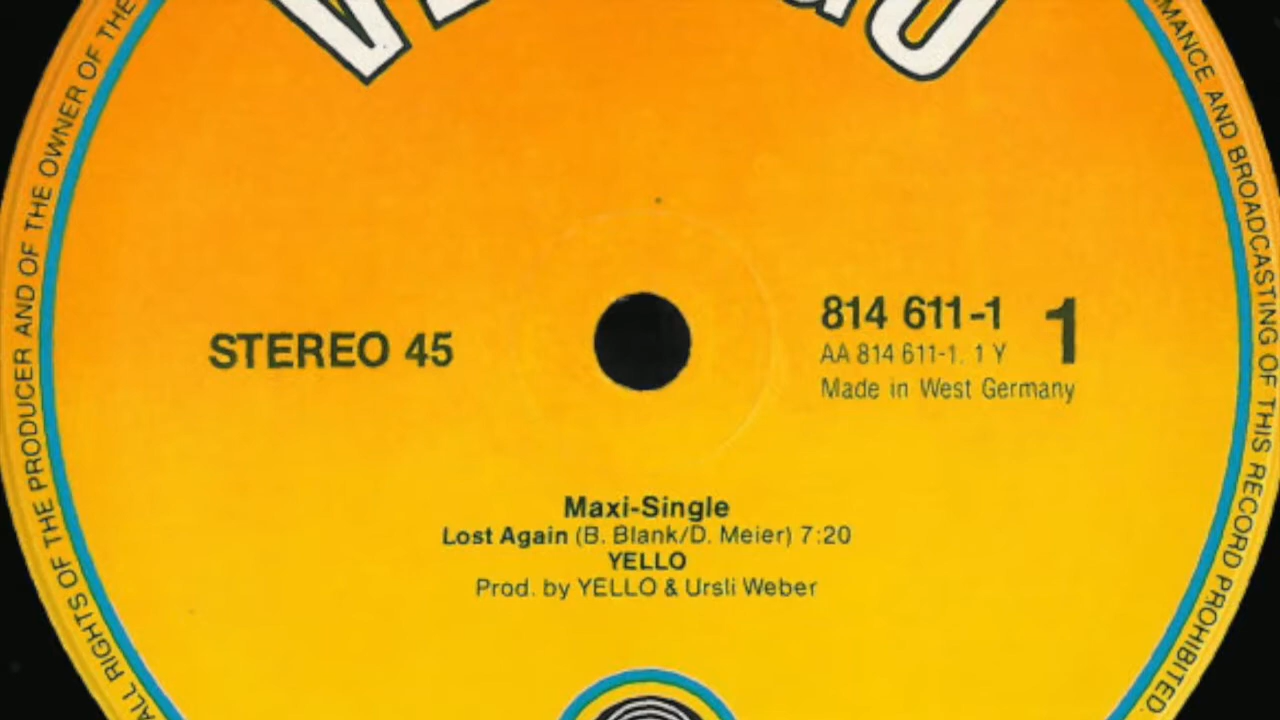 ALL RIGHTS OF THE PRODUCER AND OF THE OWNER OF THE
MANCE AND BROADCASTING OF THIS RECORD PROHIBITED.
STEREO 45
814 611-1 1
AA 814 611-1. 1 Y
Made in West Germany
Maxi-Single
Lost Again (B. Blank/D. Meier) 7:20
YELLO
Prod. by YELLO & Ursli Weber